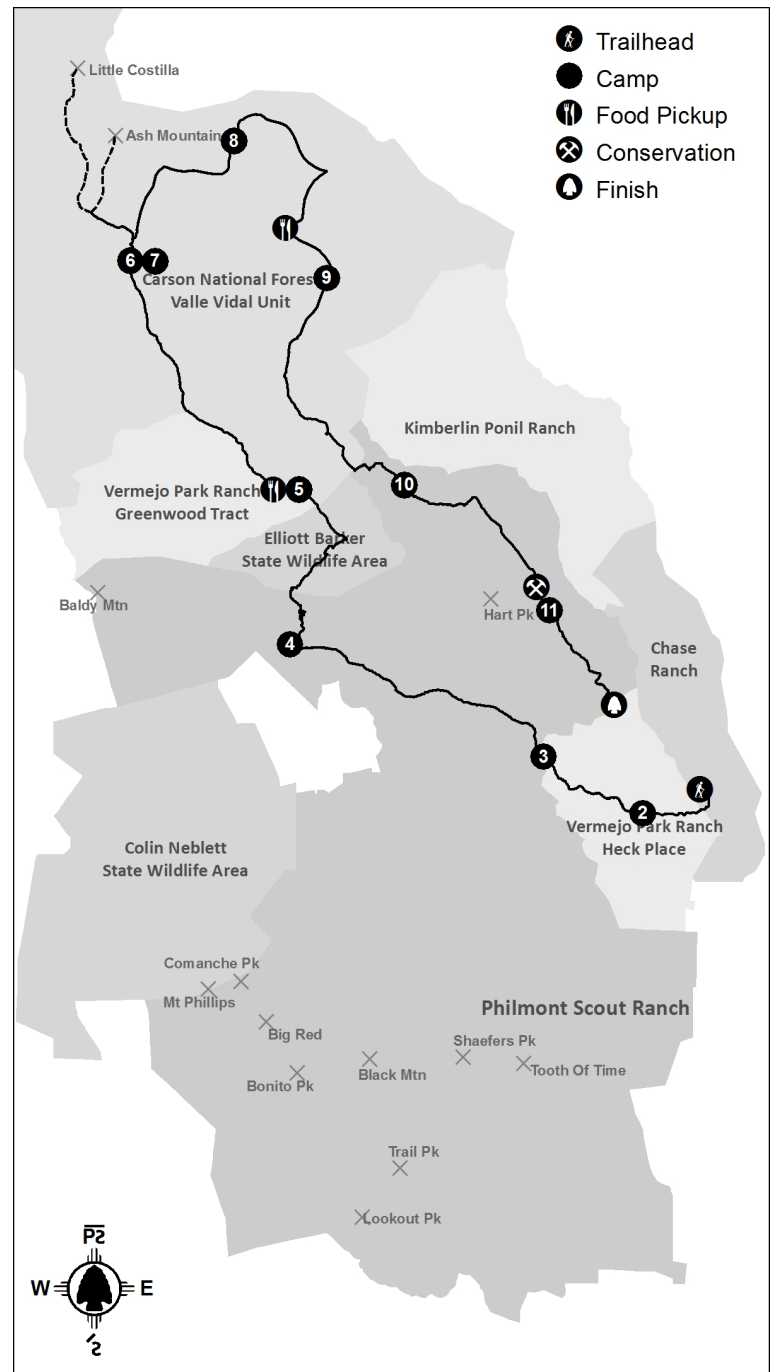 Trailhead
Camp
Food Pickup
Conservation
Finish
Little Costilla
Ash Mountain
8
6
7
Carson National Fores
Valle Vidal Unit
9
Kimberlin Ponil Ranch
10
Vermejo Park Ranch
Greenwood Tract
5
Elliott Barker
State Wildlife Area
Baldy Mtn
Hart Pk
11
4
Chase
Ranch
3
2
Vermejo Park Ranch
Heck Place
Colin Neblett
State Wildlife Area
Comanche Pk
Mt Phillips
Big Red
Philmont Scout Ranch
Shaefers Pk
Black Mtn
Tooth Of Time
Bonito Pk
Trail Pk
Lookout Pk
W
E